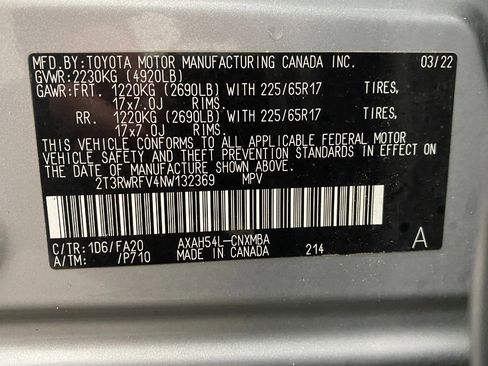 MFD.BY:TOYOTA MOTOR MANUFACTURING CANADA INC. 03/22
GVWR:2230KG (4920LB)
GAWR:FRT. 1220KG (2690LB) WITH 225/65R17 TIRES,
17x7.0J RIMS.
RR. 1220KG (2690LB) WITH 225/65R17 TIRES,
17x7.0J RIMS.
THIS VEHICLE CONFORMS TO ALL APPLICABLE FEDERAL MOTOR
VEHICLE SAFETY AND THEFT PREVENTION STANDARDS IN EFFECT ON
THE DATE OF MANUFACTURE SHOWN ABOVE.
2T3RWRFV4NW132369 MPV
C/TR:1D6/FA20 AXAH54L-CNXMBA A
A/TM: /P710 MADE IN CANADA 214